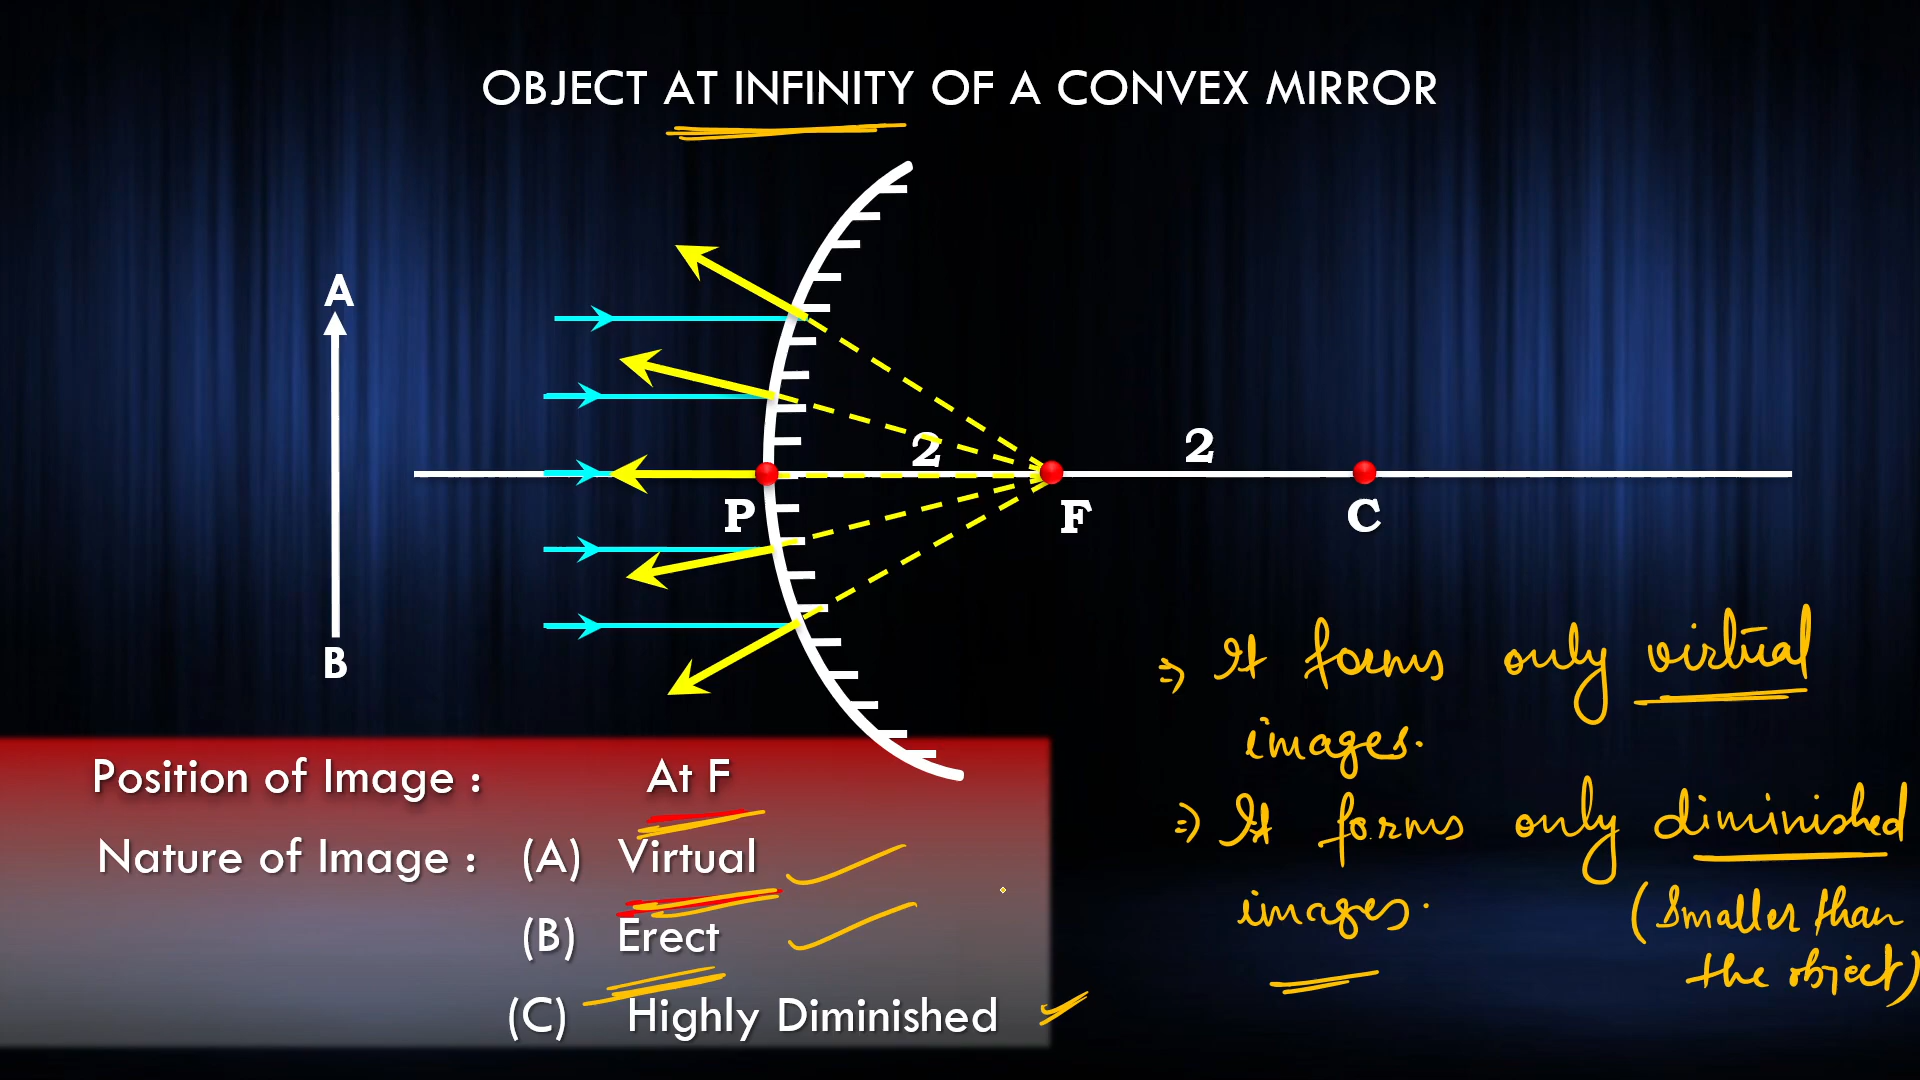 OBJECT AT INFINITY OF A CONVEX MIRROR
A
2
2
P
F
C
B
⇒ It forms only virtual
images.
Position of Image : At F
⇒ It forms only diminished
Nature of Image : (A) Virtual
images.
(Smaller than
(B) Erect
the object)
(C) Highly Diminished